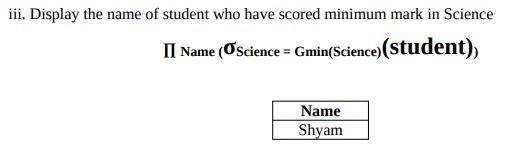 iii. Display the name of student who have scored minimum mark in Science
∏ Name (σScience = Gmin(Science)(student))
Name
Shyam